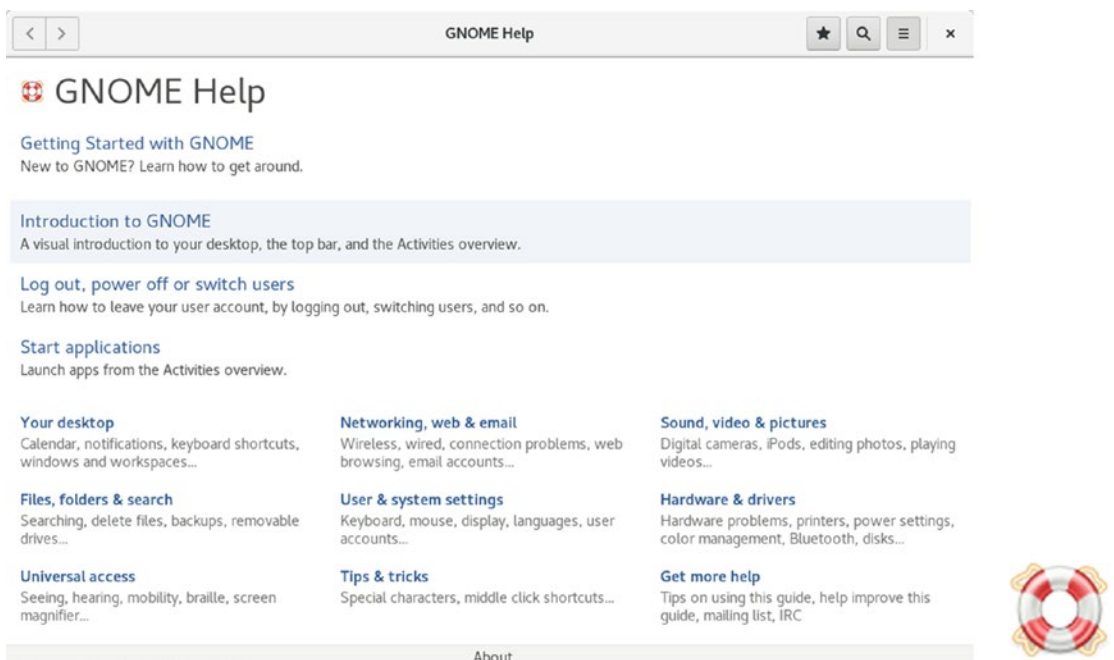 GNOME Help
GNOME Help
Getting Started with GNOME
New to GNOME? Learn how to get around.
Introduction to GNOME
A visual introduction to your desktop, the top bar, and the Activities overview.
Log out, power off or switch users
Learn how to leave your user account, by logging out, switching users, and so on.
Start applications
Launch apps from the Activities overview.
Your desktop
Calendar, notifications, keyboard shortcuts,
windows and workspaces...
Networking, web & email
Wireless, wired, connection problems, web
browsing, email accounts...
Sound, video & pictures
Digital cameras, iPods, editing photos, playing
videos...
Files, folders & search
Searching, delete files, backups, removable
drives...
User & system settings
Keyboard, mouse, display, languages, user
accounts...
Hardware & drivers
Hardware problems, printers, power settings,
color management, Bluetooth, disks...
Universal access
Seeing, hearing, mobility, braille, screen
magnifier...
Tips & tricks
Special characters, middle click shortcuts...
Get more help
Tips on using this guide, help improve this
guide, mailing list, IRC
About